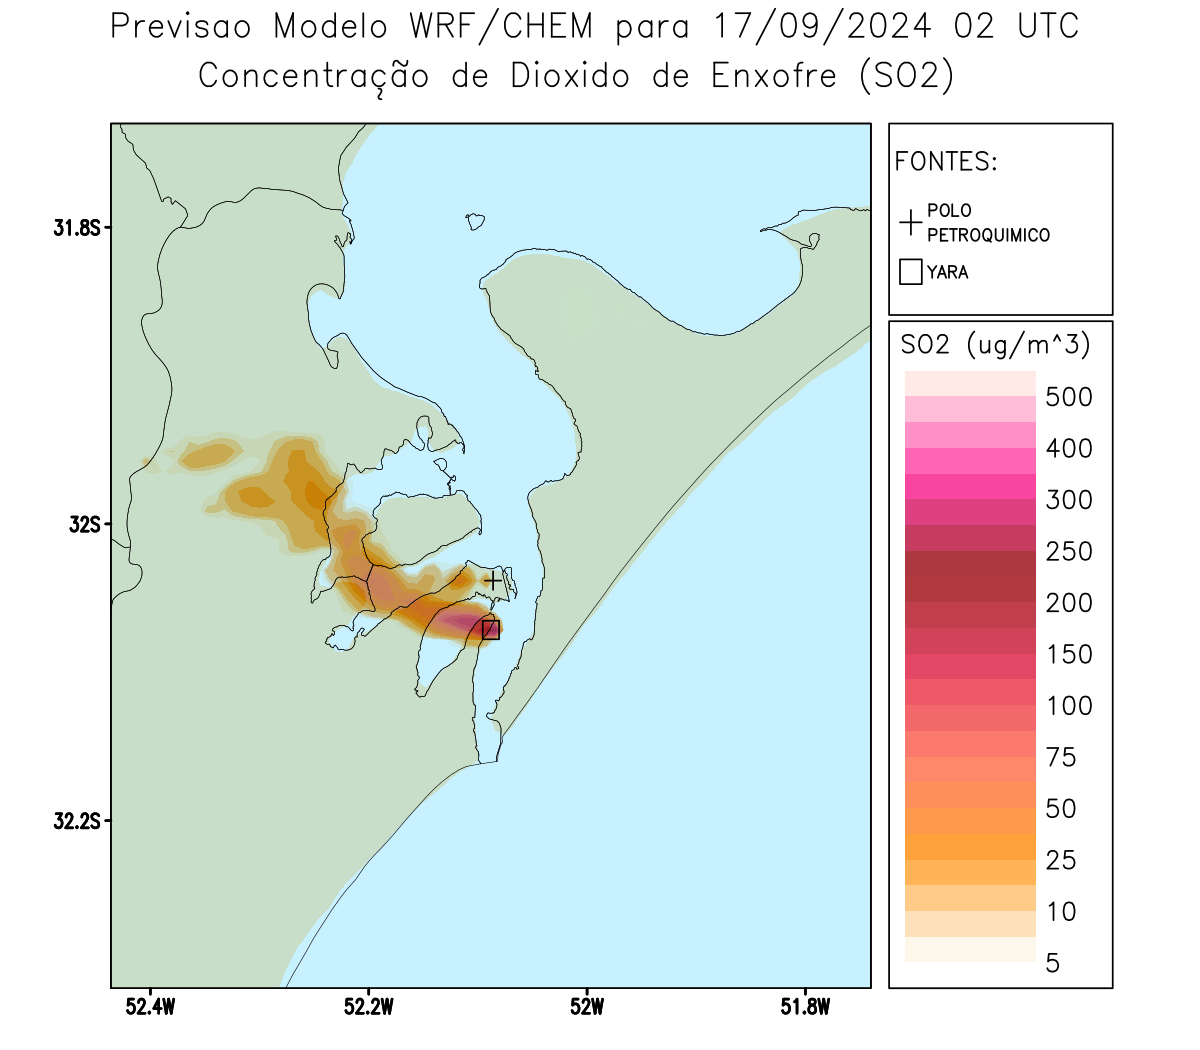 Previsao Modelo WRF/CHEM para 17/09/2024 02 UTC
Concentração de Dioxido de Enxofre (SO2)
FONTES:
POLO
PETROQUIMICO
YARA
SO2 (ug/m^3)
500
400
300
250
200
150
100
75
50
25
10
5
31.8S
32S
32.2S
52.4W
52.2W
52W
51.8W